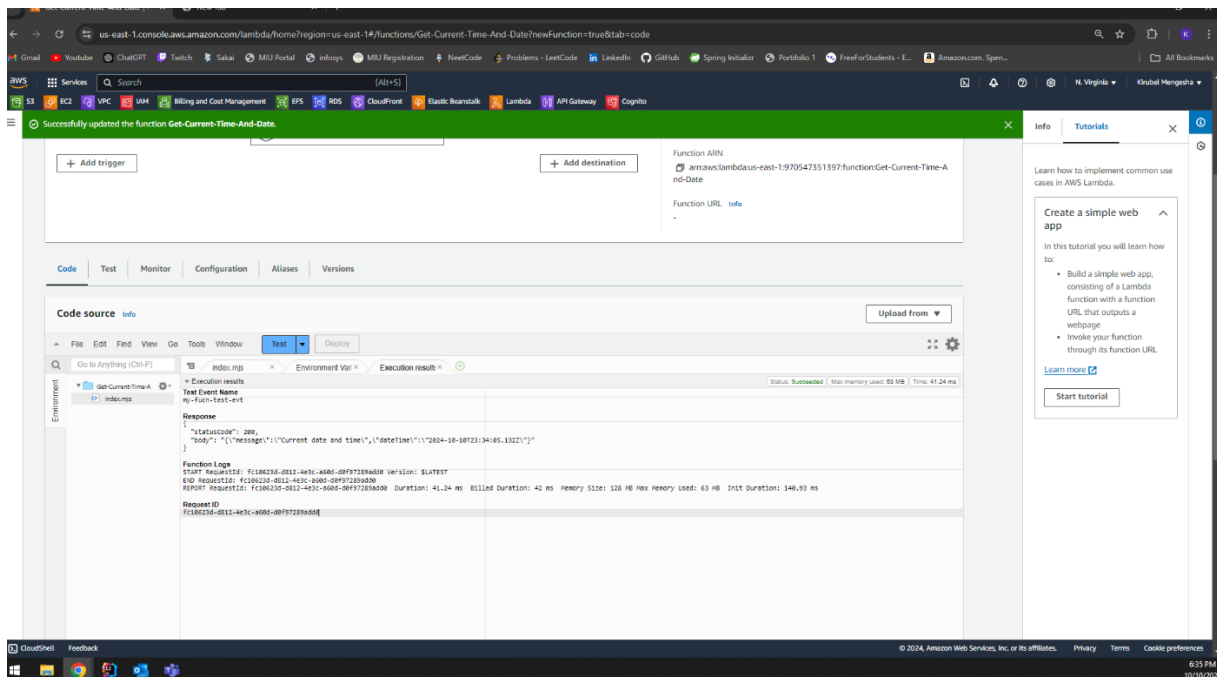 us-east-1.console.aws.amazon.com/lambda/home?region=us-east-1#/functions/Get-Current-Time-And-Date?newFunction=true&tab=code
Gmail Youtube ChatGPT Twitch Sakai MIU Portal infosys MIU Registration NeetCode Problems - LeetCode LinkedIn GitHub Spring Initializr Portifolio 1 FreeForStudents - E... Amazon.com. Spen... All Bookmarks
aws Services Search [Alt+S] N. Virginia Kirubel Mengesha
S3 EC2 VPC IAM Billing and Cost Management EFS RDS CloudFront Elastic Beanstalk Lambda API Gateway Cognito
Successfully updated the function Get-Current-Time-And-Date.
+ Add trigger
+ Add destination
Function ARN
arn:aws:lambda:us-east-1:970547351397:function:Get-Current-Time-A
nd-Date
Function URL Info
-
Code Test Monitor Configuration Aliases Versions
Code source Info
Upload from
File Edit Find View Go Tools Window Test Deploy
Go to Anything (Ctrl-P) index.mjs Environment Var Execution results
Environment
Get-Current-Time-A
index.mjs
Execution results
Status: Succeeded Max memory used: 63 MB Time: 41.24 ms
Test Event Name
my-fucn-test-evt
Response
{
"statusCode": 200,
"body": "{\"message\":\"Current date and time\",\"dateTime\":\"2024-10-10T23:34:05.132Z\"}"
}
Function Logs
START RequestId: fc10623d-d812-4e3c-a60d-d0f97289add0 Version: $LATEST
END RequestId: fc10623d-d812-4e3c-a60d-d0f97289add0
REPORT RequestId: fc10623d-d812-4e3c-a60d-d0f97289add0 Duration: 41.24 ms Billed Duration: 42 ms Memory Size: 128 MB Max Memory Used: 63 MB Init Duration: 140.93 ms
Request ID
fc10623d-d812-4e3c-a60d-d0f97289add0
Info Tutorials
Learn how to implement common use
cases in AWS Lambda.
Create a simple web
app
In this tutorial you will learn how
to:
• Build a simple web app,
consisting of a Lambda
function with a function
URL that outputs a
webpage
• Invoke your function
through its function URL
Learn more
Start tutorial
CloudShell Feedback © 2024, Amazon Web Services, Inc. or its affiliates. Privacy Terms Cookie preferences
6:35 PM